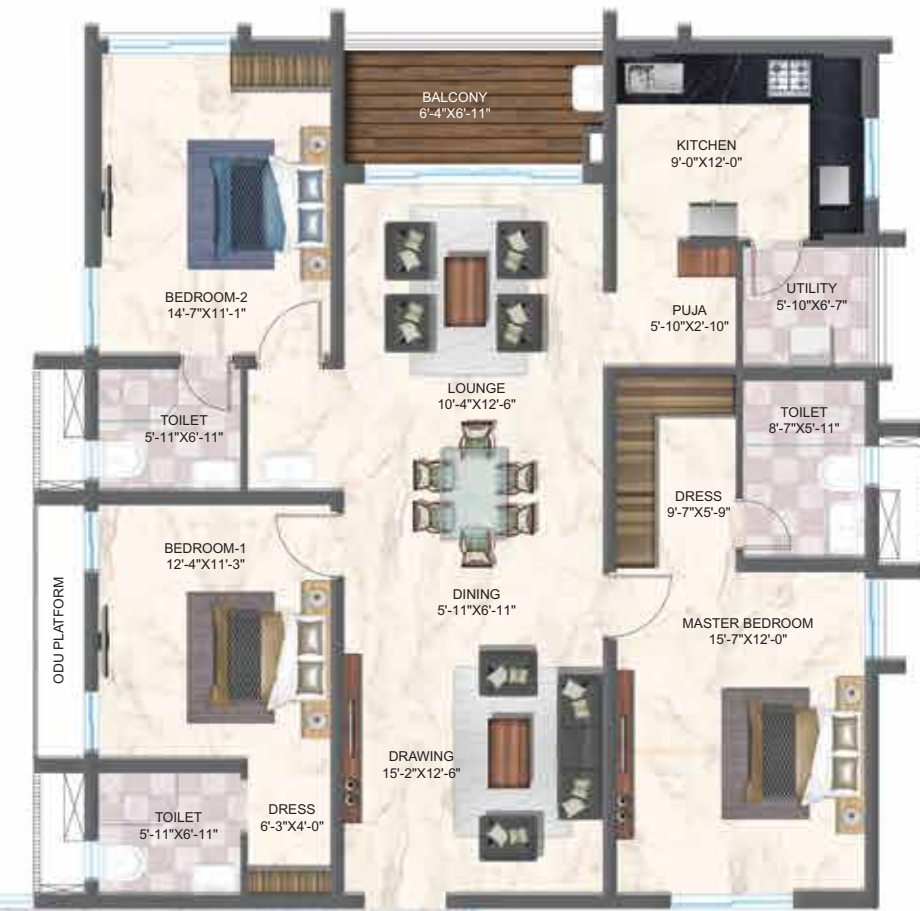 BALCONY
6'-4"X6'-11"
KITCHEN
9'-0"X12'-0"
BEDROOM-2
14'-7"X11'-1"
PUJA
5'-10"X2'-10"
UTILITY
5'-10"X6'-7"
LOUNGE
10'-4"X12'-6"
TOILET
5'-11"X6'-11"
TOILET
8'-7"X5'-11"
DRESS
9'-7"X5'-9"
BEDROOM-1
12'-4"X11'-3"
ODU PLATFORM
DINING
5'-11"X6'-11"
MASTER BEDROOM
15'-7"X12'-0"
DRAWING
15'-2"X12'-6"
TOILET
5'-11"X6'-11"
DRESS
6'-3"X4'-0"